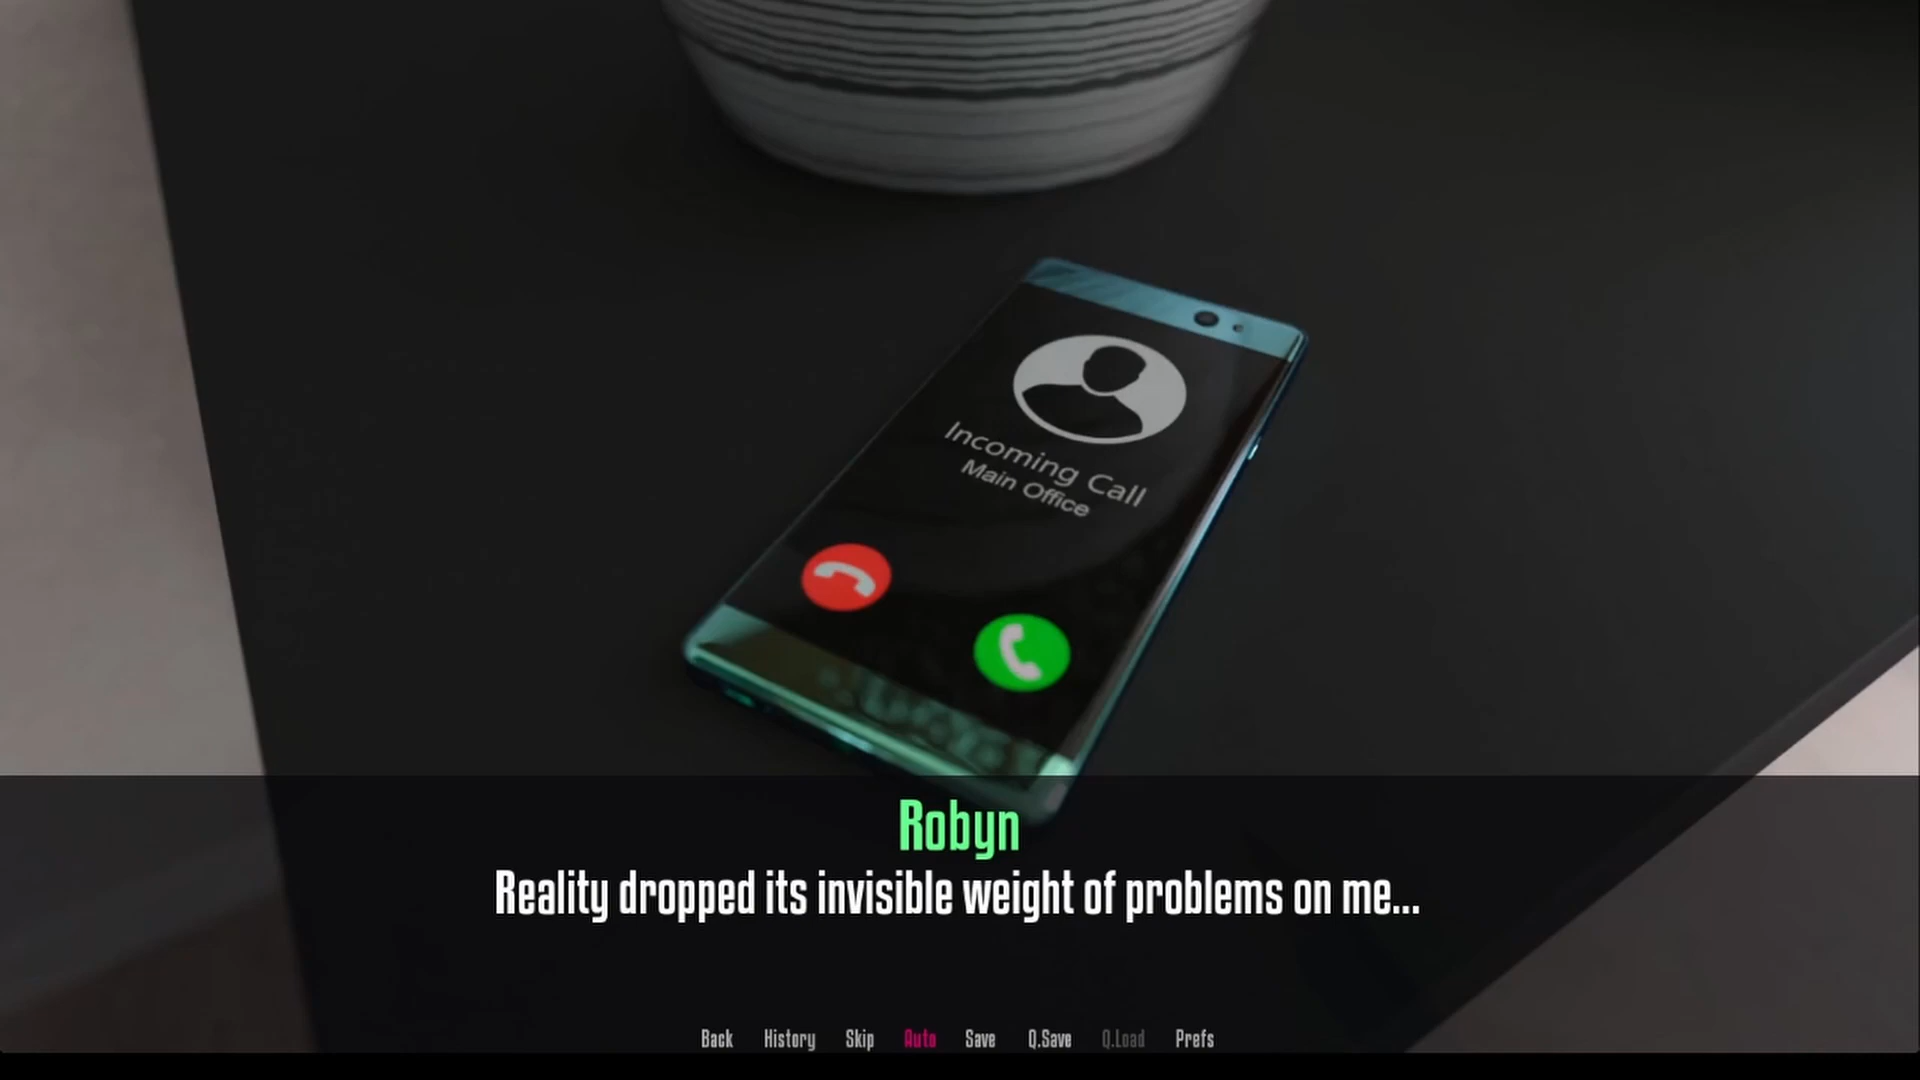 Incoming Call
Main Office
Robyn
Reality dropped its invisible weight of problems on me...
Back History Skip Auto Save Q.Save Q.Load Prefs